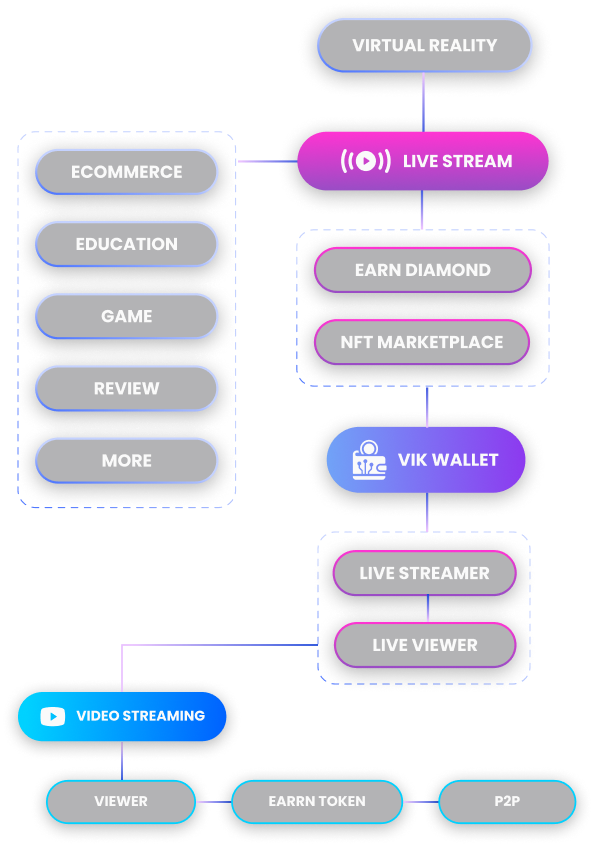 VIRTUAL REALITY
LIVE STREAM
ECOMMERCE
EDUCATION
GAME
REVIEW
MORE
EARN DIAMOND
NFT MARKETPLACE
VIK WALLET
LIVE STREAMER
LIVE VIEWER
VIDEO STREAMING
VIEWER
EARRN TOKEN
P2P